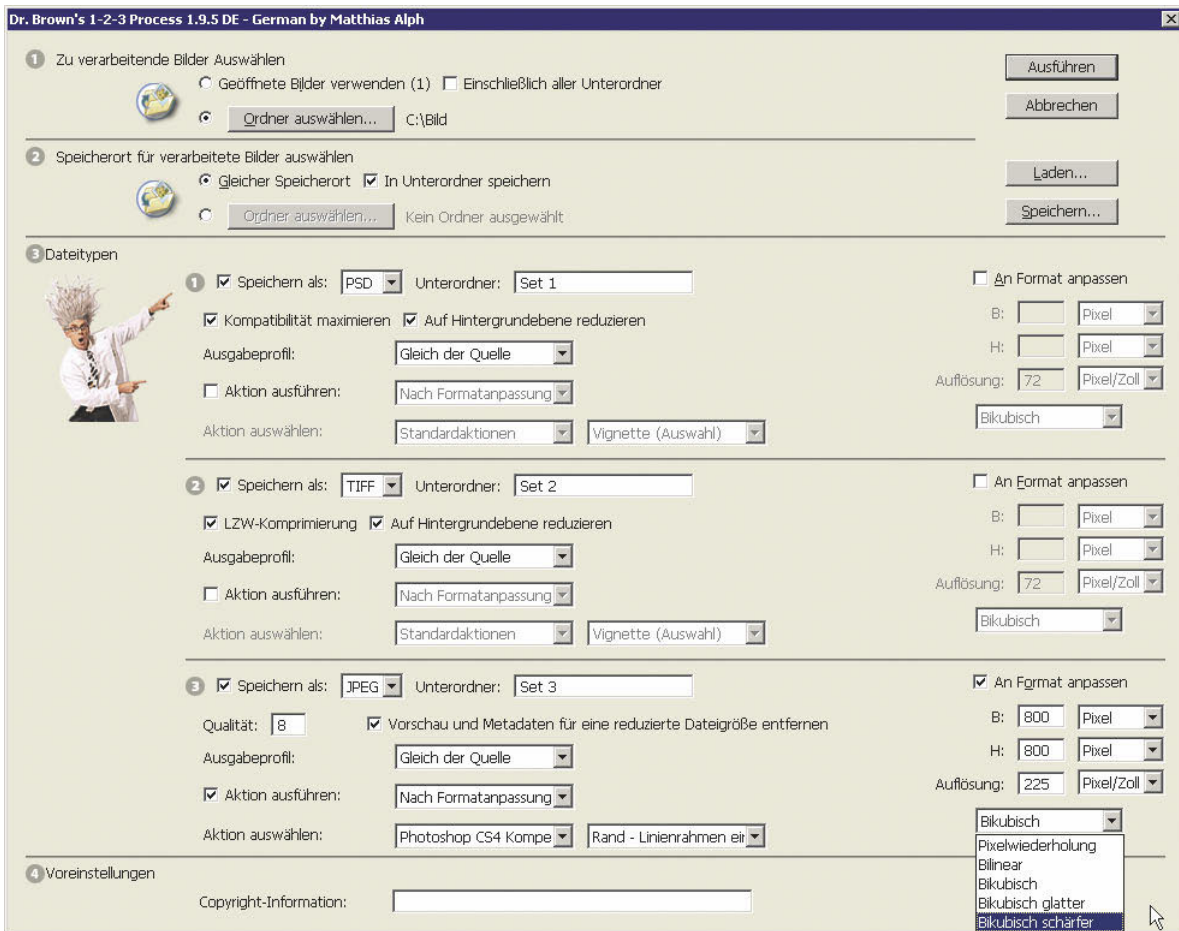 Dr. Brown's 1-2-3 Process 1.9.5 DE - German by Matthias Alph
1 Zu verarbeitende Bilder Auswählen
Geöffnete Bilder verwenden (1) Einschließlich aller Unterordner
Ordner auswählen... C:\Bild
Ausführen
Abbrechen
2 Speicherort für verarbeitete Bilder auswählen
Gleicher Speicherort In Unterordner speichern
Ordner auswählen... Kein Ordner ausgewählt
Laden...
Speichern...
3 Dateitypen
1 Speichern als: PSD Unterordner: Set 1
Kompatibilität maximieren Auf Hintergrundebene reduzieren
Ausgabeprofil: Gleich der Quelle
Aktion ausführen: Nach Formatanpassung
Aktion auswählen: Standardaktionen Vignette (Auswahl)
An Format anpassen
B: Pixel
H: Pixel
Auflösung: 72 Pixel/Zoll
Bikubisch
2 Speichern als: TIFF Unterordner: Set 2
LZW-Komprimierung Auf Hintergrundebene reduzieren
Ausgabeprofil: Gleich der Quelle
Aktion ausführen: Nach Formatanpassung
Aktion auswählen: Standardaktionen Vignette (Auswahl)
An Format anpassen
B: Pixel
H: Pixel
Auflösung: 72 Pixel/Zoll
Bikubisch
3 Speichern als: JPEG Unterordner: Set 3
Qualität: 8 Vorschau und Metadaten für eine reduzierte Dateigröße entfernen
Ausgabeprofil: Gleich der Quelle
Aktion ausführen: Nach Formatanpassung
Aktion auswählen: Photoshop CS4 Kompe Rand - Linienrahmen eir
An Format anpassen
B: 800 Pixel
H: 800 Pixel
Auflösung: 225 Pixel/Zoll
Bikubisch
Pixelwiederholung
Bilinear
Bikubisch
Bikubisch glatter
Bikubisch schärfer
4 Voreinstellungen
Copyright-Information: